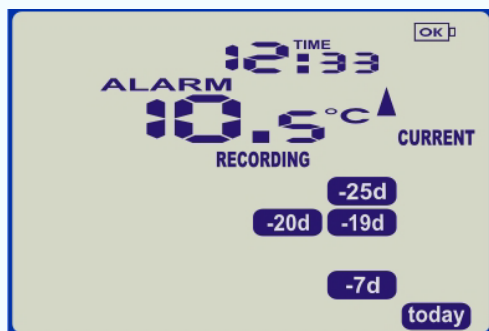 OK
TIME
12:33
ALARM
10.5°C
CURRENT
RECORDING
-25d
-20d -19d
-7d
today